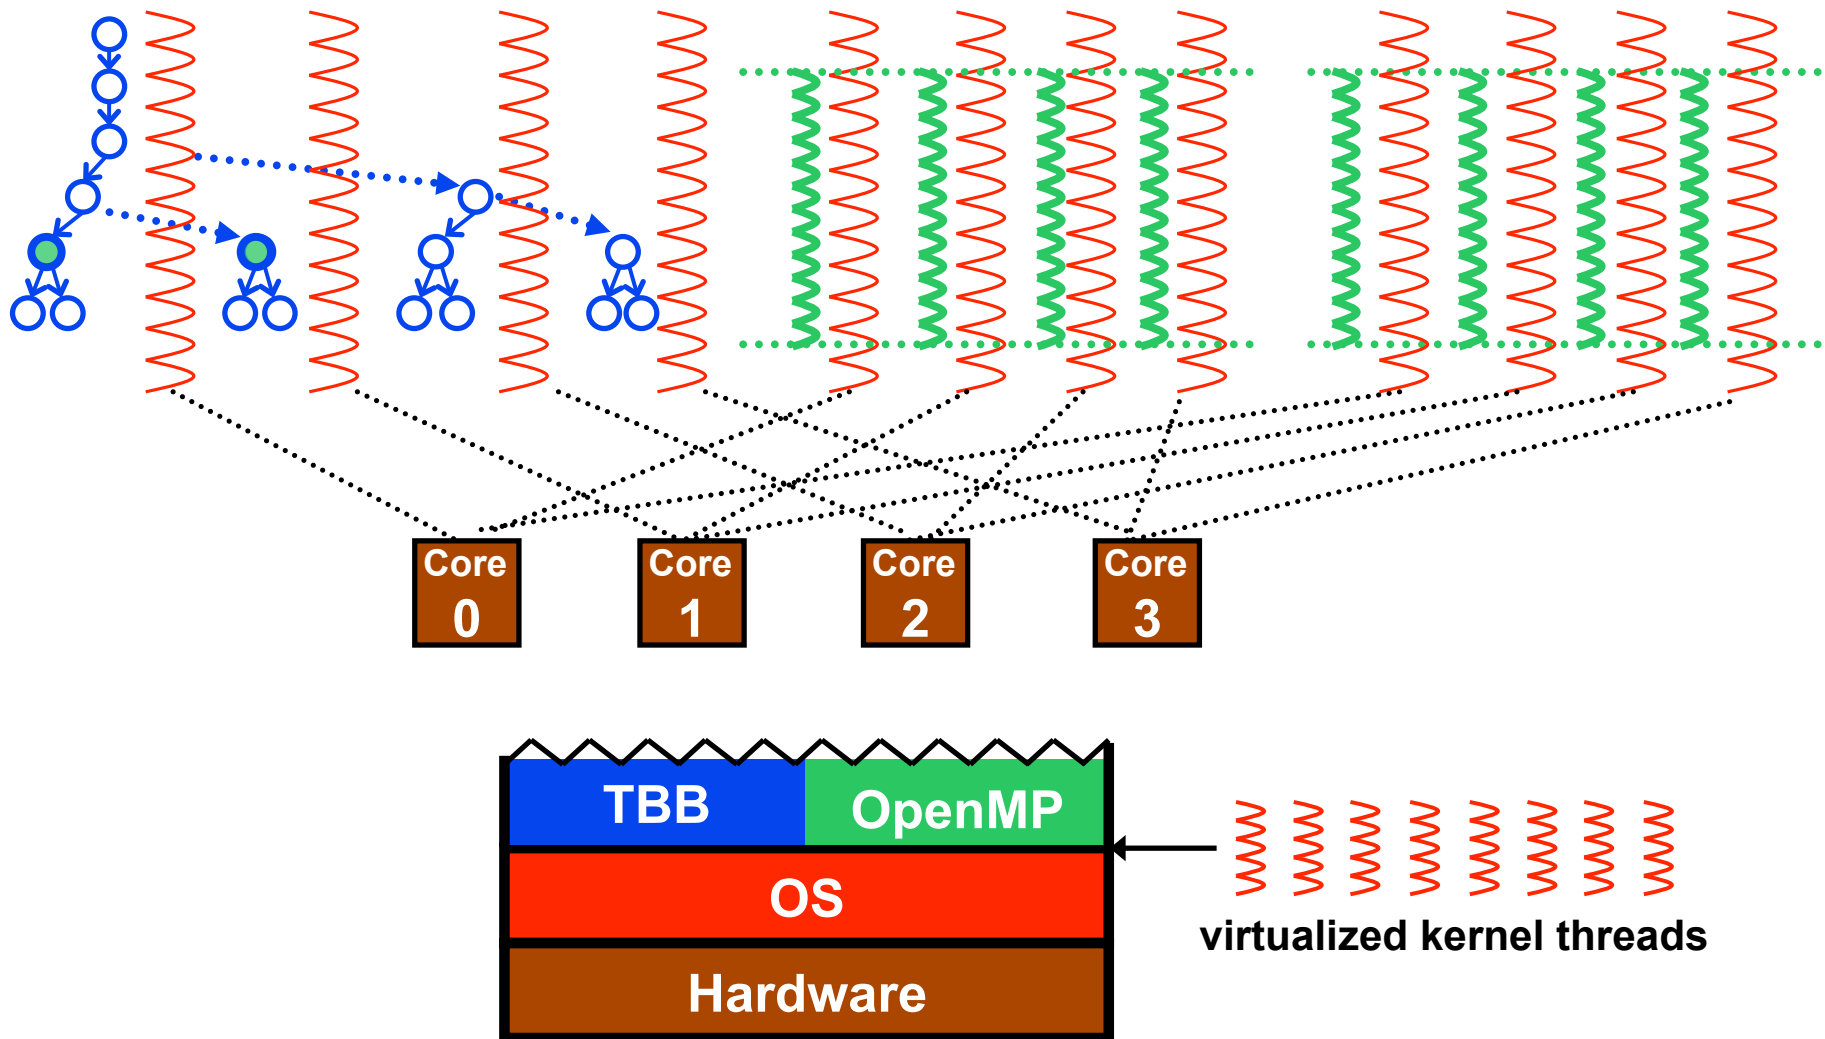 Core
0
Core
1
Core
2
Core
3
TBB
OpenMP
OS
virtualized kernel threads
Hardware